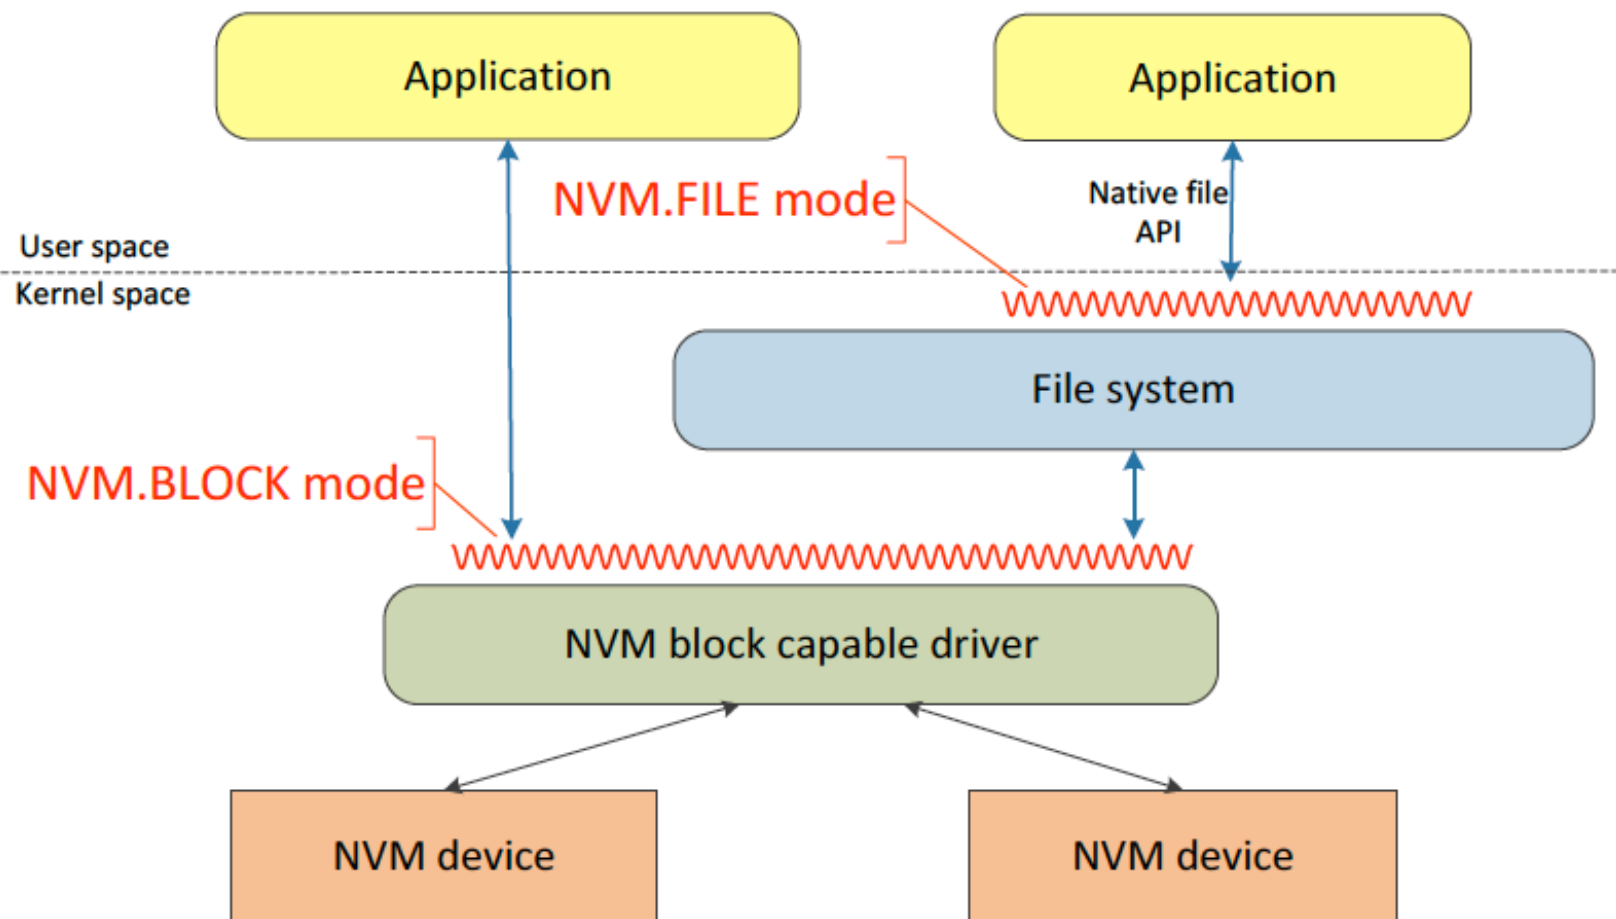 Application
Application
NVM.FILE mode
Native file
API
User space
Kernel space
File system
NVM.BLOCK mode
NVM block capable driver
NVM device
NVM device